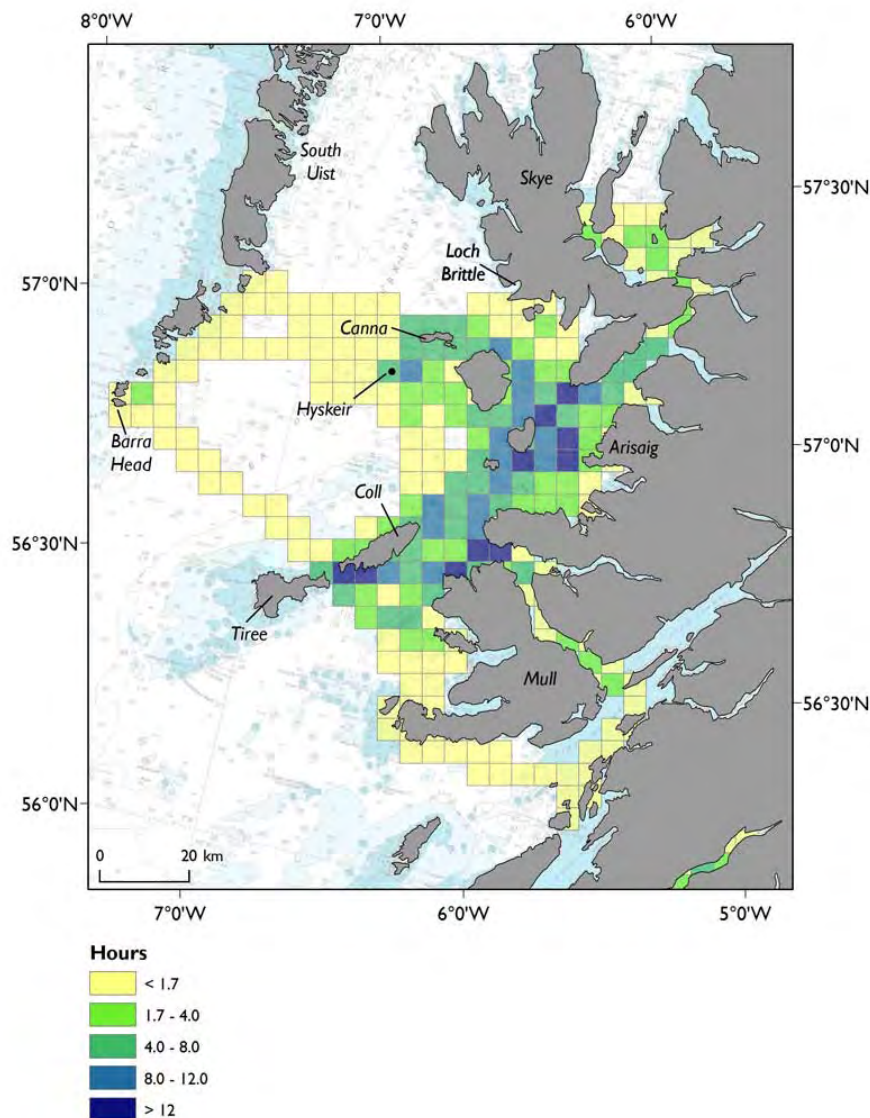 8°0'W 7°0'W 6°0'W
South
Uist
Skye
57°30'N
Loch
Brittle
57°0'N
Canna
Hyskeir
Barra
Head
Arisaig
57°0'N
Coll
56°30'N
Tiree
Mull
56°30'N
56°0'N
0 20 km
7°0'W 6°0'W 5°0'W
Hours
< 1.7
1.7 - 4.0
4.0 - 8.0
8.0 - 12.0
> 12